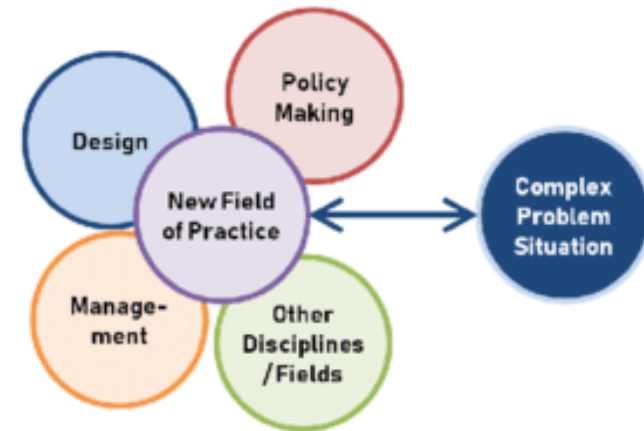 Policy
Making
Design
New Field
of Practice
Complex
Problem
Situation
Manage-
ment
Other
Disciplines
/Fields